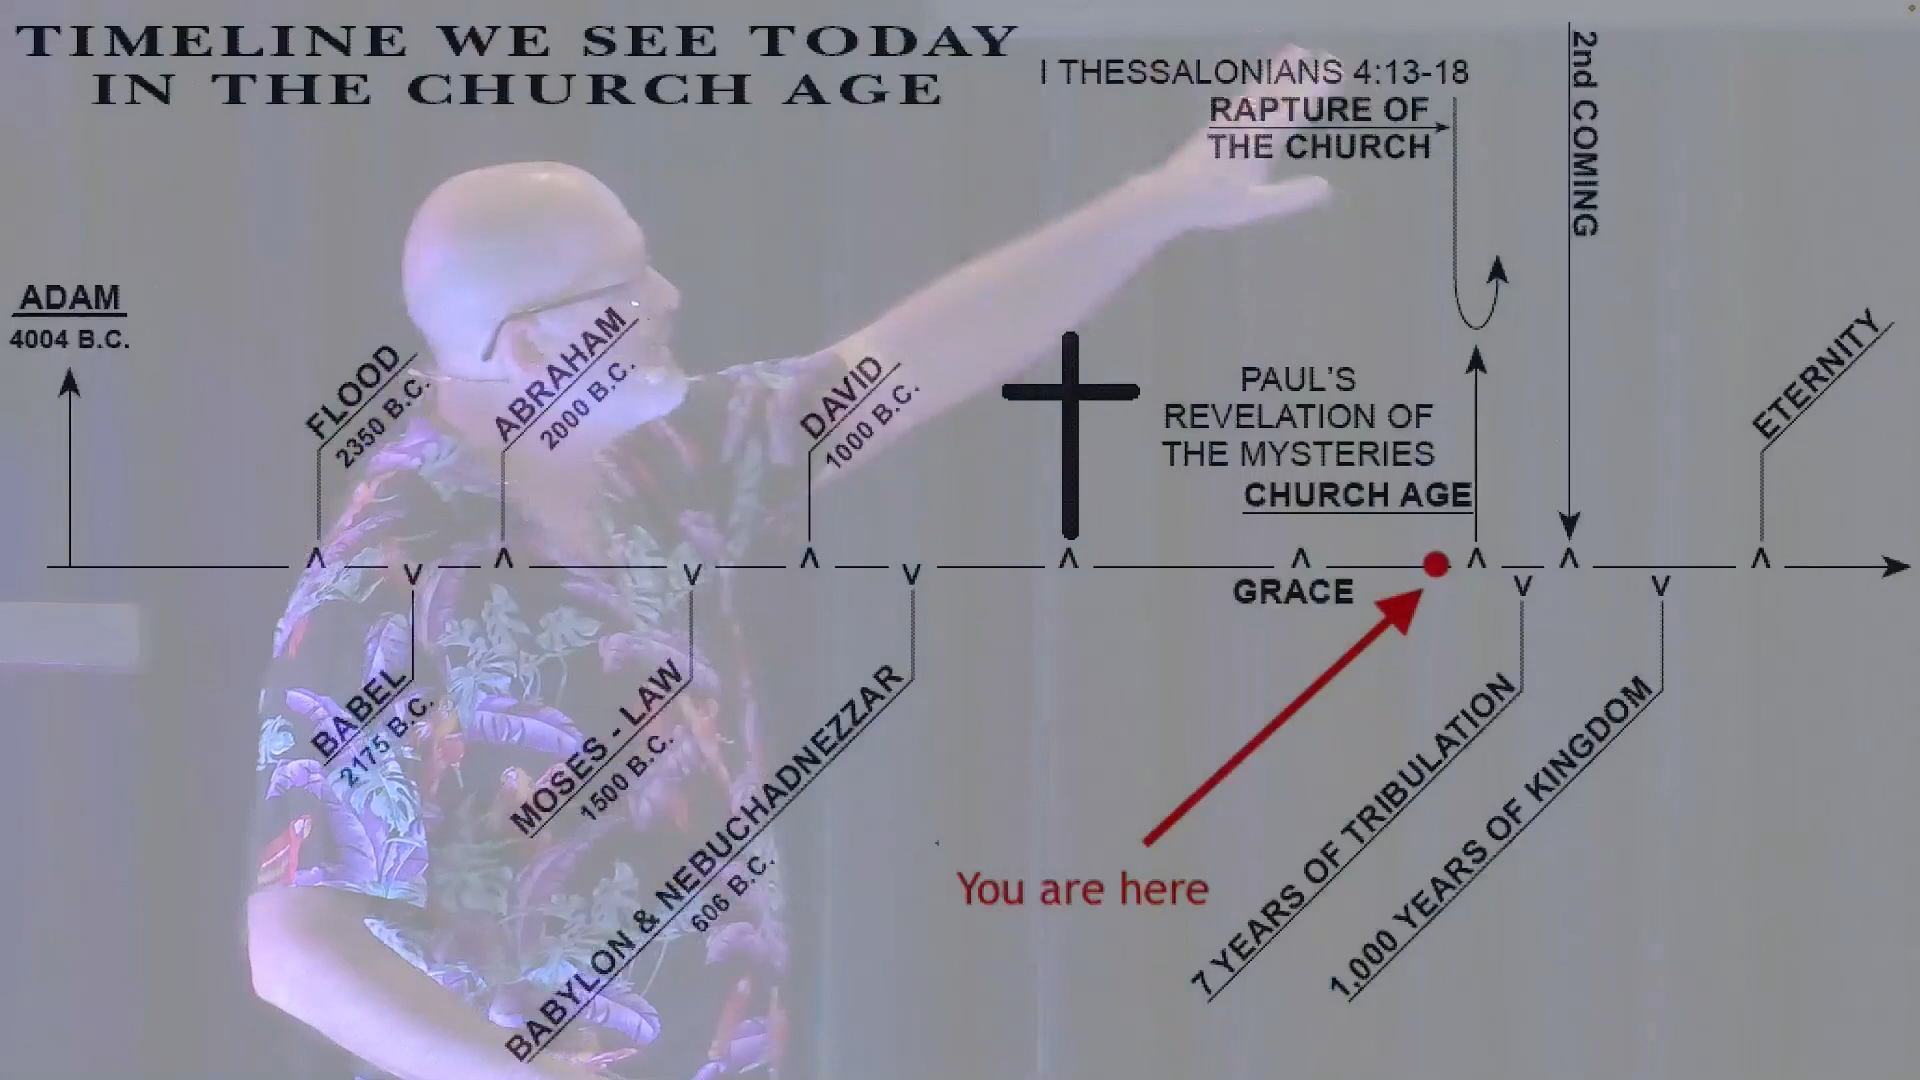 TIMELINE WE SEE TODAY
IN THE CHURCH AGE
I THESSALONIANS 4:13-18
RAPTURE OF
THE CHURCH
2nd COMING
ADAM
4004 B.C.
FLOOD
2350 B.C.
ABRAHAM
2000 B.C.
DAVID
1000 B.C.
PAUL'S
REVELATION OF
THE MYSTERIES
CHURCH AGE
ETERNITY
GRACE
BABEL
2175 B.C.
MOSES - LAW
1500 B.C.
BABYLON & NEBUCHADNEZZAR
606 B.C.
You are here
7 YEARS OF TRIBULATION
1,000 YEARS OF KINGDOM